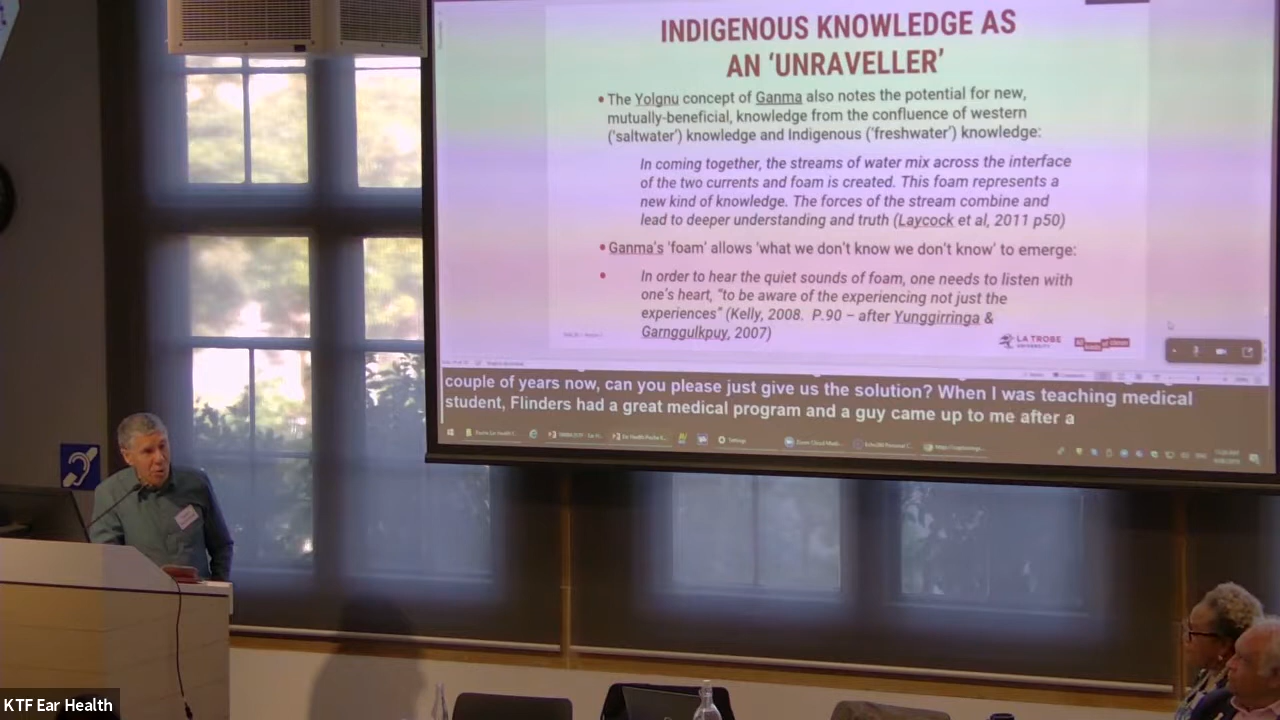 INDIGENOUS KNOWLEDGE AS
AN ‘UNRAVELLER’
• The Yolgnu concept of Ganma also notes the potential for new,
mutually-beneficial, knowledge from the confluence of western
(‘saltwater’) knowledge and Indigenous (‘freshwater’) knowledge:
In coming together, the streams of water mix across the interface
of the two currents and foam is created. This foam represents a
new kind of knowledge. The forces of the stream combine and
lead to deeper understanding and truth (Laycock et al, 2011 p50)
• Ganma's 'foam' allows 'what we don't know we don't know' to emerge:
• In order to hear the quiet sounds of foam, one needs to listen with
one's heart, "to be aware of the experiencing not just the
experiences" (Kelly, 2008. P.90 – after Yunggirringa &
Garnggulkpuy, 2007)
LA TROBE
UNIVERSITY
couple of years now, can you please just give us the solution? When I was teaching medical
student, Flinders had a great medical program and a guy came up to me after a
Settings
KTF Ear Health